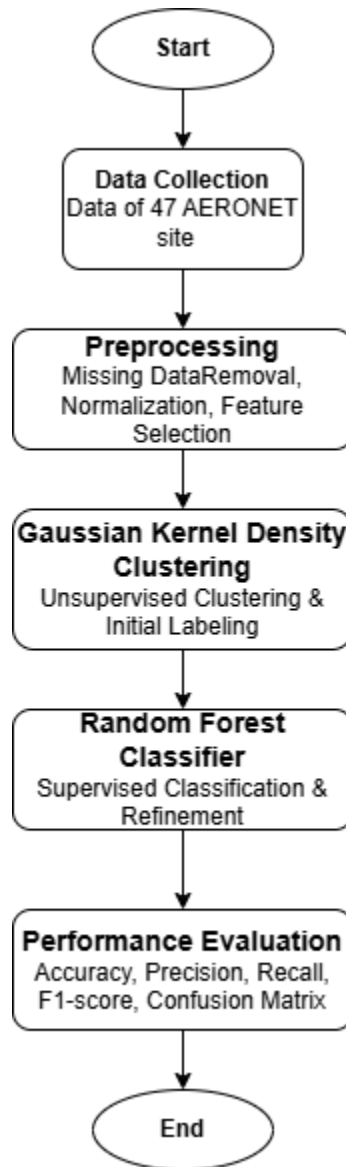 Start
Data Collection
Data of 47 AERONET
site
Preprocessing
Missing DataRemoval,
Normalization, Feature
Selection
Gaussian Kernel Density
Clustering
Unsupervised Clustering &
Initial Labeling
Random Forest
Classifier
Supervised Classification &
Refinement
Performance Evaluation
Accuracy, Precision, Recall,
F1-score, Confusion Matrix
End